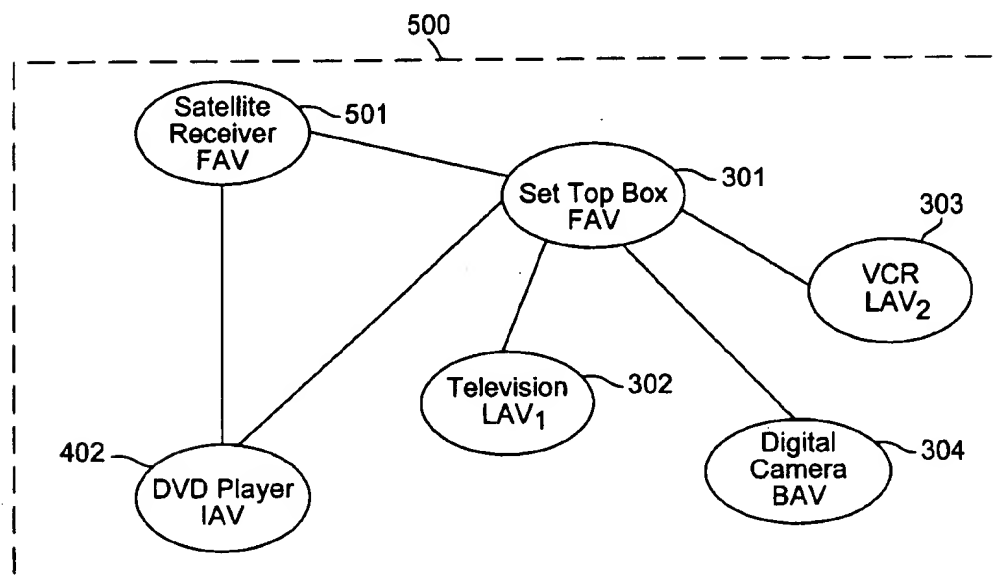 500
Satellite
Receiver
FAV
501
Set Top Box
FAV
301
303
VCR
LAV2
Television
LAV1
302
402
DVD Player
IAV
Digital
Camera
BAV
304